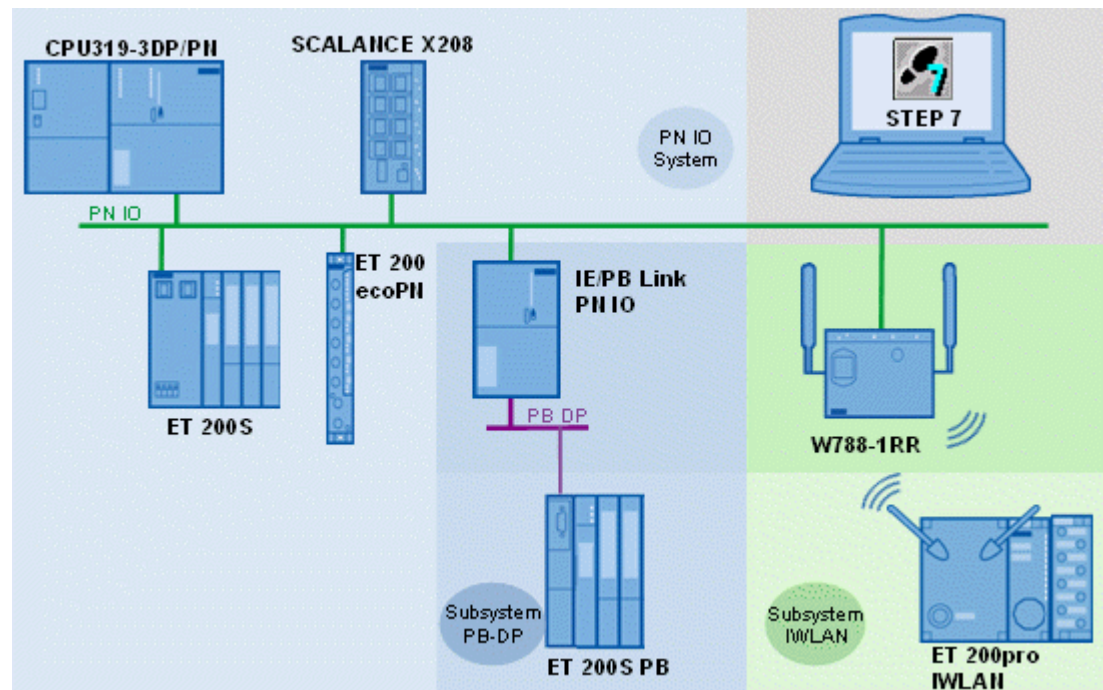 CPU319-3DP/PN
SCALANCE X208
7
STEP 7
PN IO
System
PN IO
ET 200
ecoPN
IE/PB Link
PN IO
ET 200S
PB DP
W788-1RR
Subsystem
PB-DP
Subsystem
IWLAN
ET 200S PB
ET 200pro
IWLAN